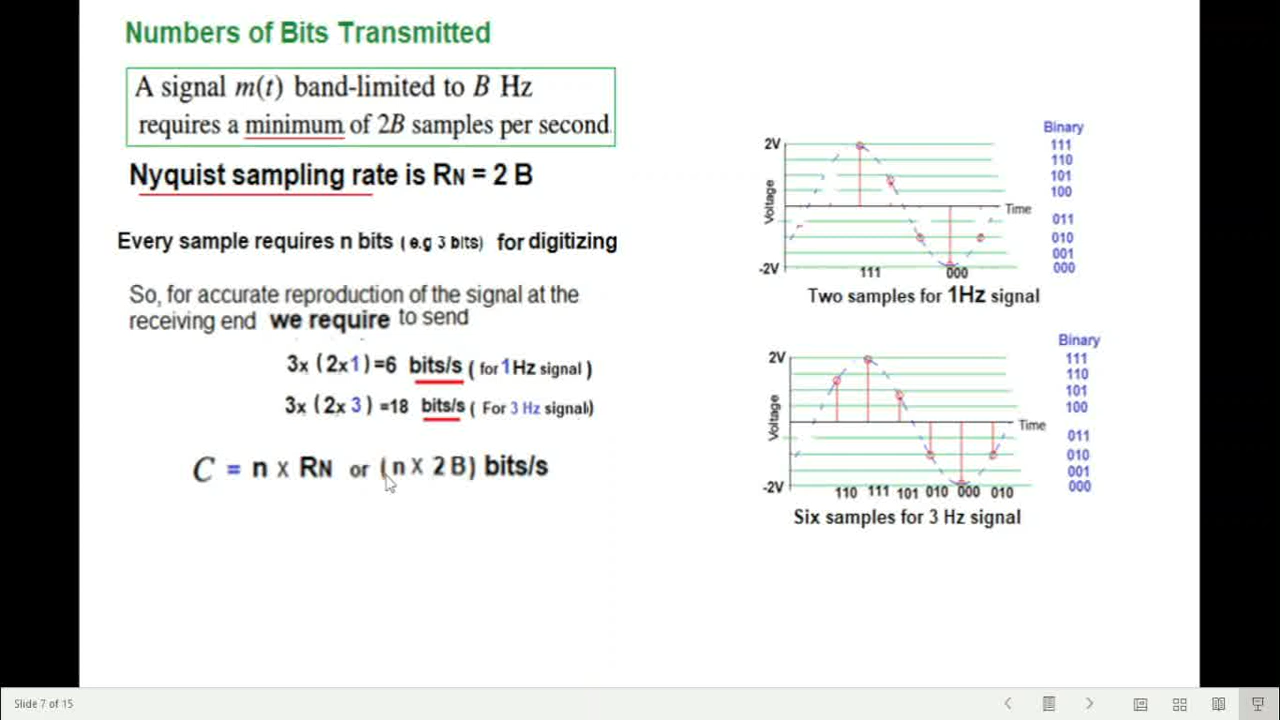 Numbers of Bits Transmitted
A signal m(t) band-limited to B Hz
requires a minimum of 2B samples per second.
Nyquist sampling rate is RN = 2 B
Every sample requires n bits ( e.g 3 bits) for digitizing
So, for accurate reproduction of the signal at the
receiving end we require to send
3x (2x1)=6 bits/s ( for 1Hz signal )
3x (2x 3 ) =18 bits/s ( For 3 Hz signal)
C = n x RN or (n X 2 B) bits/s
Binary
2V
111
110
101
100
Voltage
Time
011
010
001
-2V
000
111 000
Two samples for 1Hz signal
Binary
2V
111
110
101
100
Voltage
Time
011
010
001
-2V
000
110 111 101 010 000 010
Six samples for 3 Hz signal
Slide 7 of 15